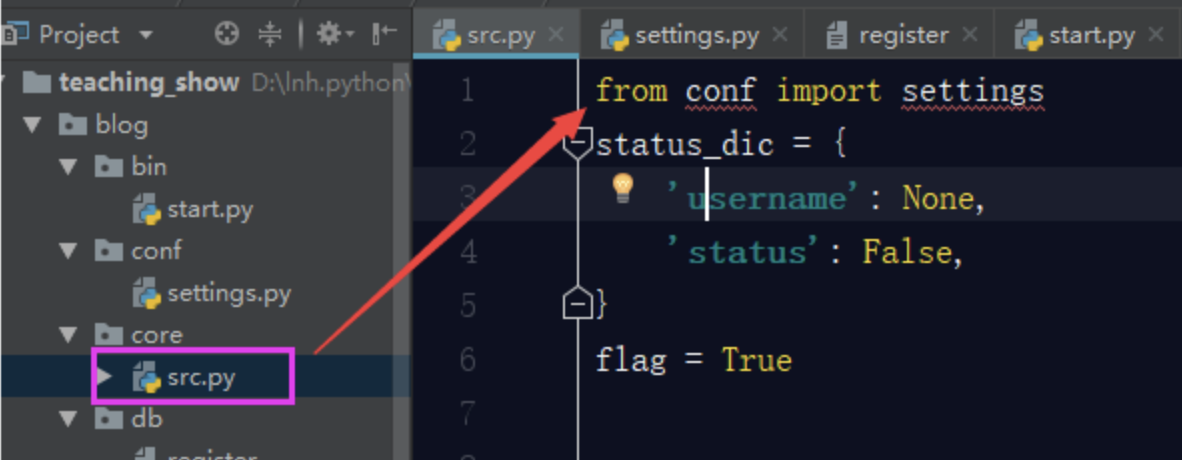 Project
src.py
settings.py
register
start.py
teaching_show D:\lnh.python\
blog
bin
start.py
conf
settings.py
core
src.py
db
register
1 from conf import settings
2 status_dic = {
3 'username': None,
4 'status': False,
5 }
6 flag = True
7